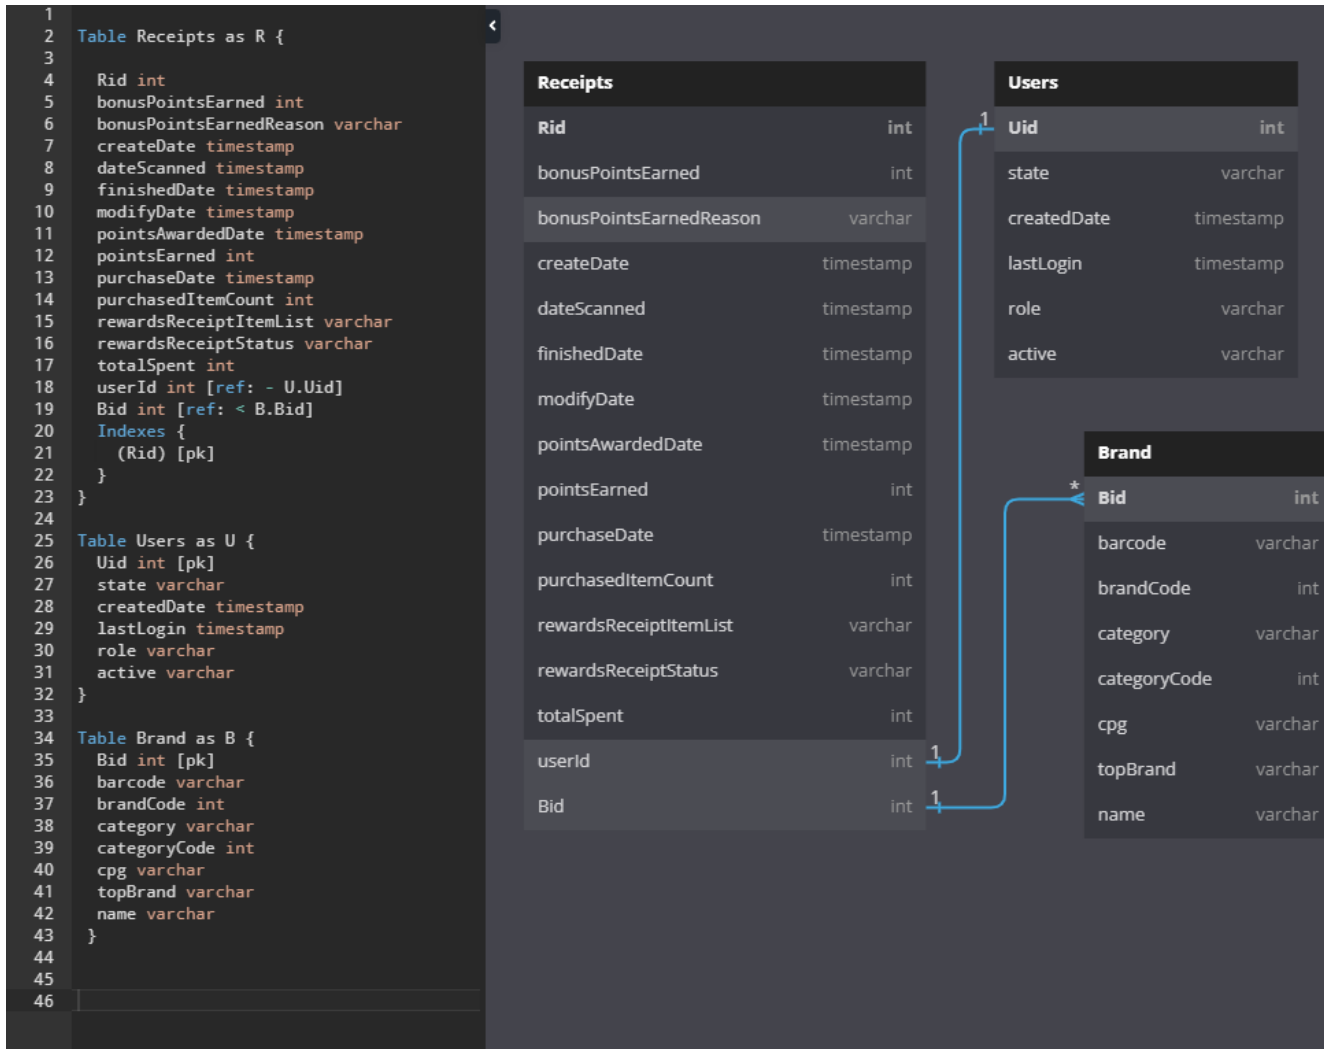 1
2 Table Receipts as R {
3
4 Rid int
5 bonusPointsEarned int
6 bonusPointsEarnedReason varchar
7 createDate timestamp
8 dateScanned timestamp
9 finishedDate timestamp
10 modifyDate timestamp
11 pointsAwardedDate timestamp
12 pointsEarned int
13 purchaseDate timestamp
14 purchasedItemCount int
15 rewardsReceiptItemList varchar
16 rewardsReceiptStatus varchar
17 totalSpent int
18 userId int [ref: - U.Uid]
19 Bid int [ref: < B.Bid]
20 Indexes {
21 (Rid) [pk]
22 }
23 }
24
25 Table Users as U {
26 Uid int [pk]
27 state varchar
28 createdDate timestamp
29 lastLogin timestamp
30 role varchar
31 active varchar
32 }
33
34 Table Brand as B {
35 Bid int [pk]
36 barcode varchar
37 brandCode int
38 category varchar
39 categoryCode int
40 cpg varchar
41 topBrand varchar
42 name varchar
43 }
44
45
46
Receipts
Rid int
bonusPointsEarned int
bonusPointsEarnedReason varchar
createDate timestamp
dateScanned timestamp
finishedDate timestamp
modifyDate timestamp
pointsAwardedDate timestamp
pointsEarned int
purchaseDate timestamp
purchasedItemCount int
rewardsReceiptItemList varchar
rewardsReceiptStatus varchar
totalSpent int
userId int 1
Bid int 1
Users
1 Uid int
state varchar
createdDate timestamp
lastLogin timestamp
role varchar
active varchar
Brand
* Bid int
barcode varchar
brandCode int
category varchar
categoryCode int
cpg varchar
topBrand varchar
name varchar